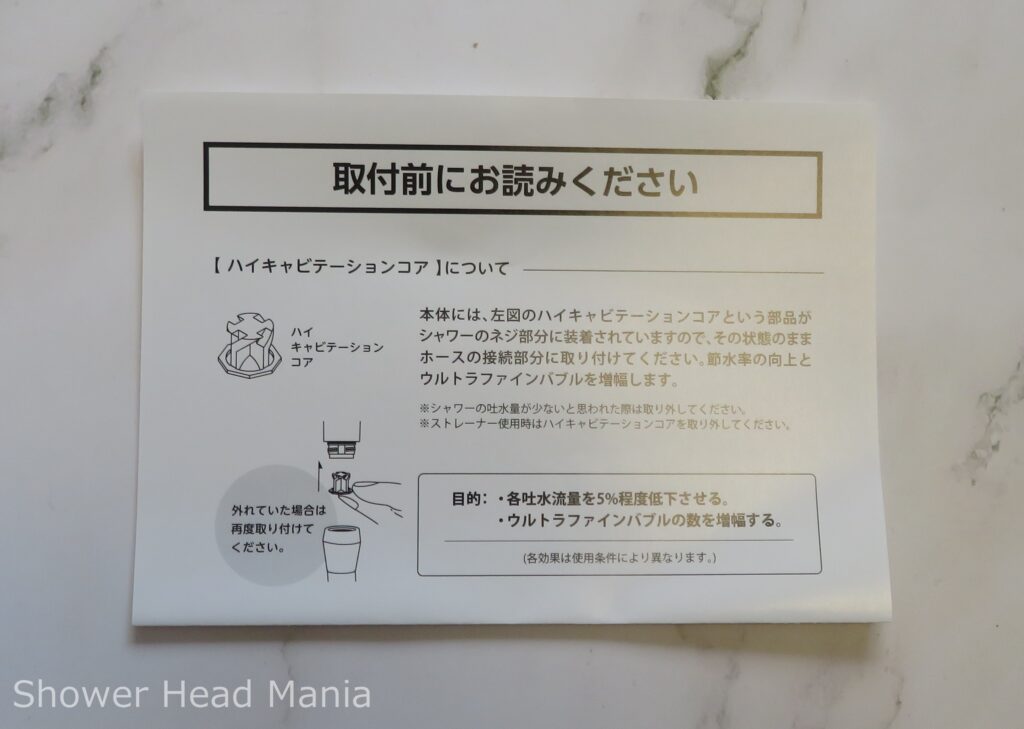 取付前にお読みください
【 ハイキャビテーションコア 】について
ハイ
キャビテーション
コア
本体には、左図のハイキャビテーションコアという部品が
シャワーのネジ部分に装着されていますので、その状態のまま
ホースの接続部分に取り付けてください。節水率の向上と
ウルトラファインバブルを増幅します。
※シャワーの吐水量が少ないと思われた際は取り外してください。
※ストレーナー使用時はハイキャビテーションコアを取り外してください。
外れていた場合は
再度取り付けて
ください。
目的：・各吐水流量を5%程度低下させる。
・ウルトラファインバブルの数を増幅する。
(各効果は使用条件により異なります。)
Shower Head Mania